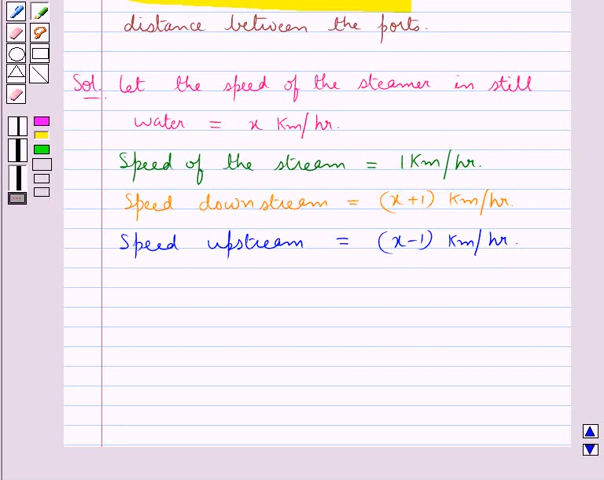 distance between the ports.
Sol. Let the speed of the steamer in still
water = x Km/hr.
Speed of the stream = 1 Km/hr.
Speed downstream = (x+1) Km/hr.
Speed upstream = (x-1) Km/hr.